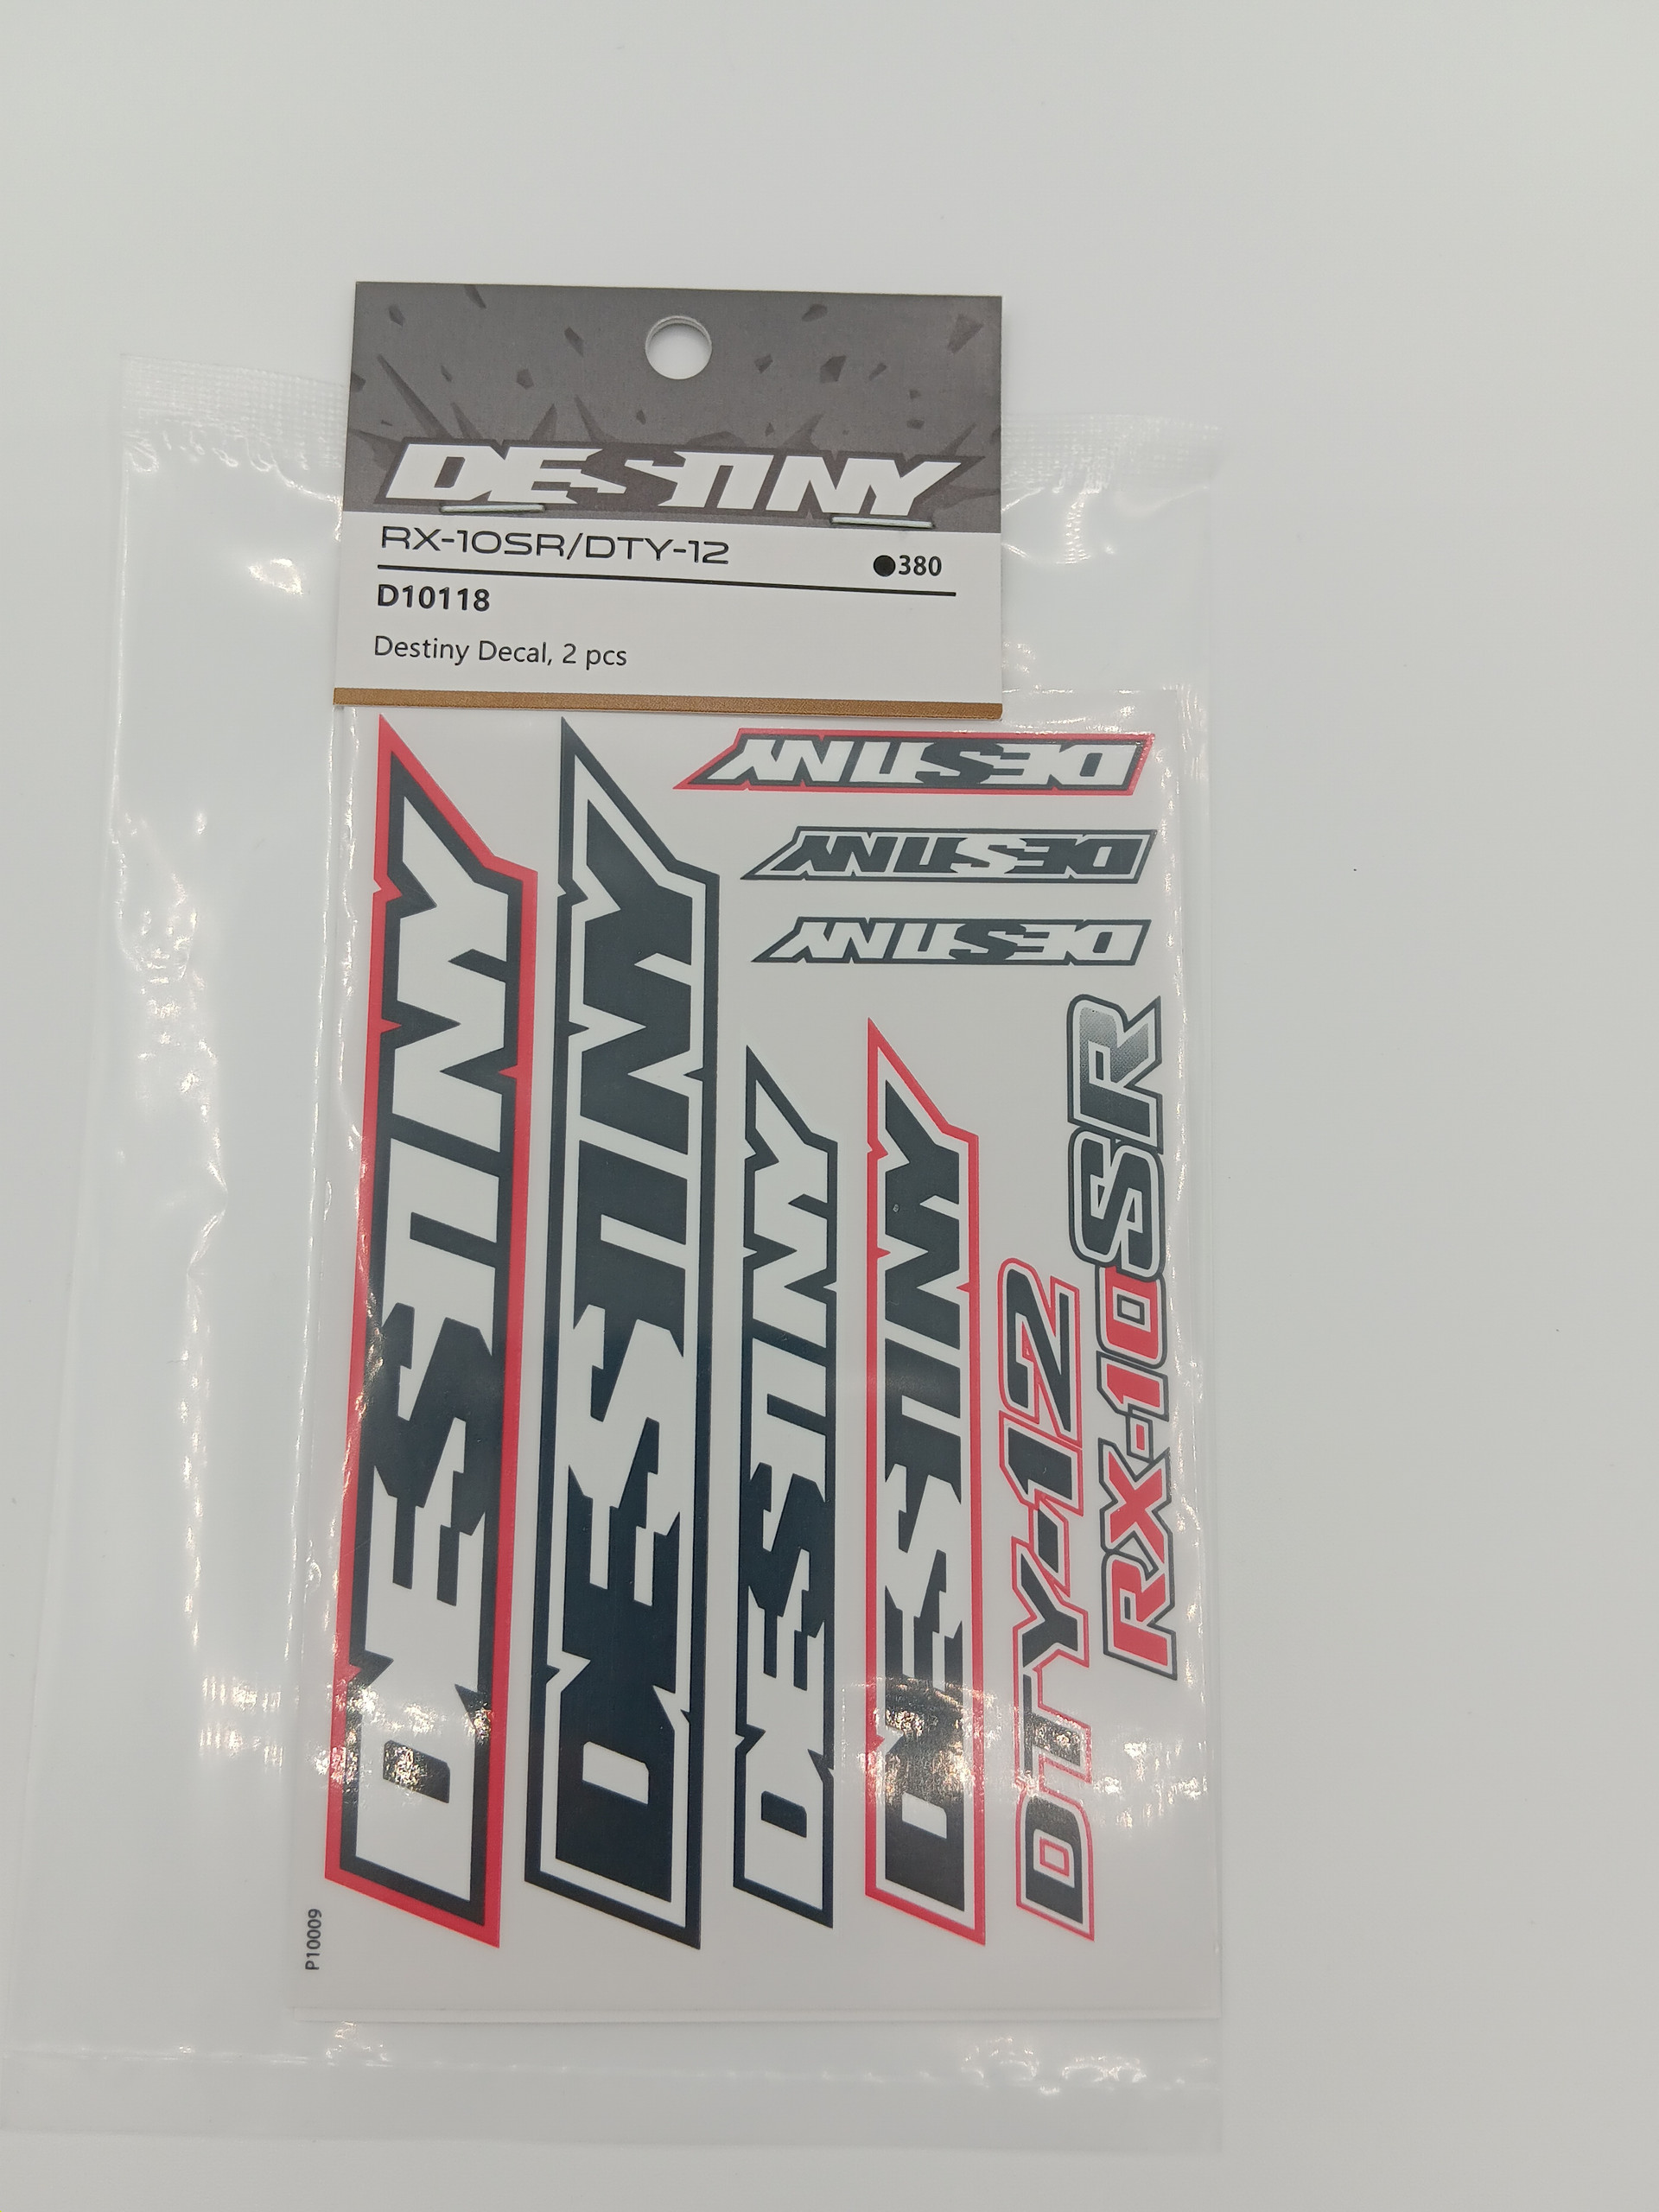 DESTINY
RX-10SR/DTY-12
●380
D10118
Destiny Decal, 2 pcs
DESTINY
DESTINY
DESTINY
DESTINY
DESTINY
DESTINY
DESTINY
DTY-12
RX-10SR
P10009